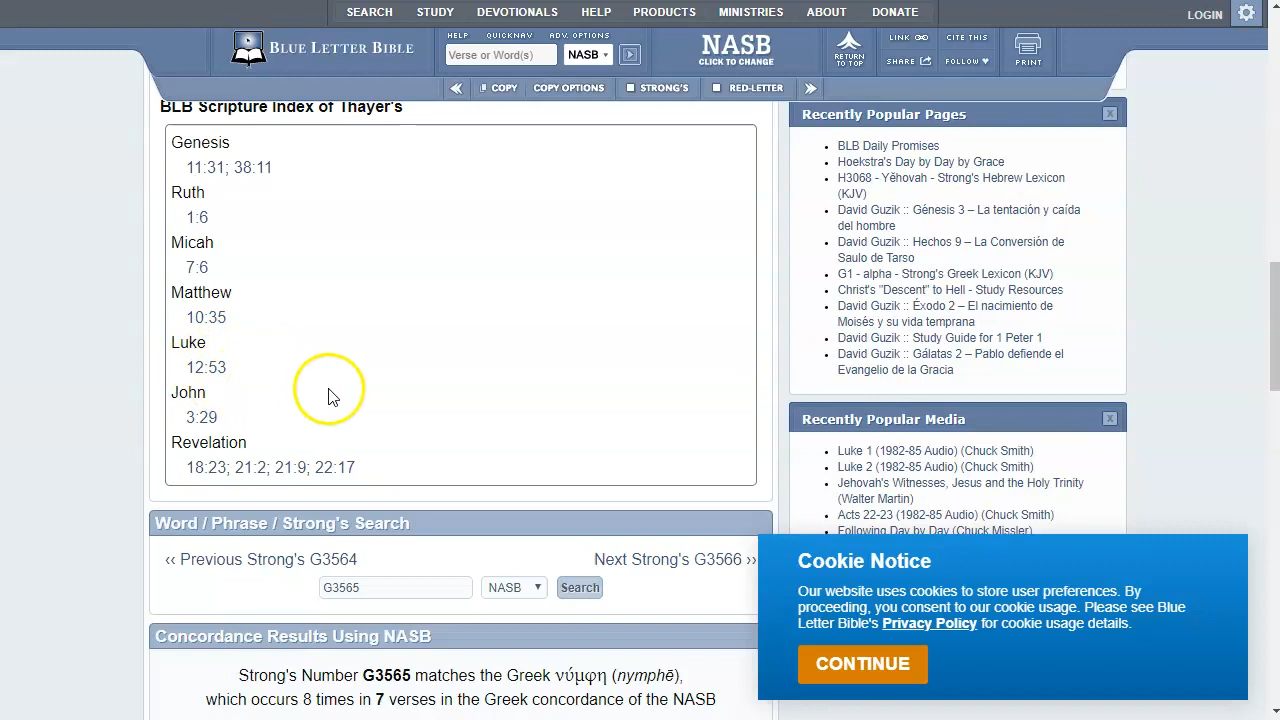 SEARCH STUDY DEVOTIONALS HELP PRODUCTS MINISTRIES ABOUT DONATE LOGIN
BLUE LETTER BIBLE
HELP QUICKNAV ADV. OPTIONS
Verse or Word(s) NASB
NASB
CLICK TO CHANGE
RETURN TO TOP
LINK CITE THIS
SHARE FOLLOW
PRINT
COPY COPY OPTIONS STRONG'S RED-LETTER
BLB Scripture Index of Thayer's
Genesis
11:31; 38:11
Ruth
1:6
Micah
7:6
Matthew
10:35
Luke
12:53
John
3:29
Revelation
18:23; 21:2; 21:9; 22:17
Word / Phrase / Strong's Search
‹‹ Previous Strong's G3564 Next Strong's G3566 ››
G3565 NASB Search
Concordance Results Using NASB
Strong's Number G3565 matches the Greek νύμφη (nymphē),
which occurs 8 times in 7 verses in the Greek concordance of the NASB
Recently Popular Pages X
BLB Daily Promises
Hoekstra's Day by Day by Grace
H3068 - Yĕhovah - Strong's Hebrew Lexicon
(KJV)
David Guzik :: Génesis 3 – La tentación y caída
del hombre
David Guzik :: Hechos 9 – La Conversión de
Saulo de Tarso
G1 - alpha - Strong's Greek Lexicon (KJV)
Christ's "Descent" to Hell - Study Resources
David Guzik :: Éxodo 2 – El nacimiento de
Moisés y su vida temprana
David Guzik :: Study Guide for 1 Peter 1
David Guzik :: Gálatas 2 – Pablo defiende el
Evangelio de la Gracia
Recently Popular Media X
Luke 1 (1982-85 Audio) (Chuck Smith)
Luke 2 (1982-85 Audio) (Chuck Smith)
Jehovah's Witnesses, Jesus and the Holy Trinity
(Walter Martin)
Acts 22-23 (1982-85 Audio) (Chuck Smith)
Following Day by Day (Chuck Missler)
Cookie Notice
Our website uses cookies to store user preferences. By
proceeding, you consent to our cookie usage. Please see Blue
Letter Bible's Privacy Policy for cookie usage details.
CONTINUE